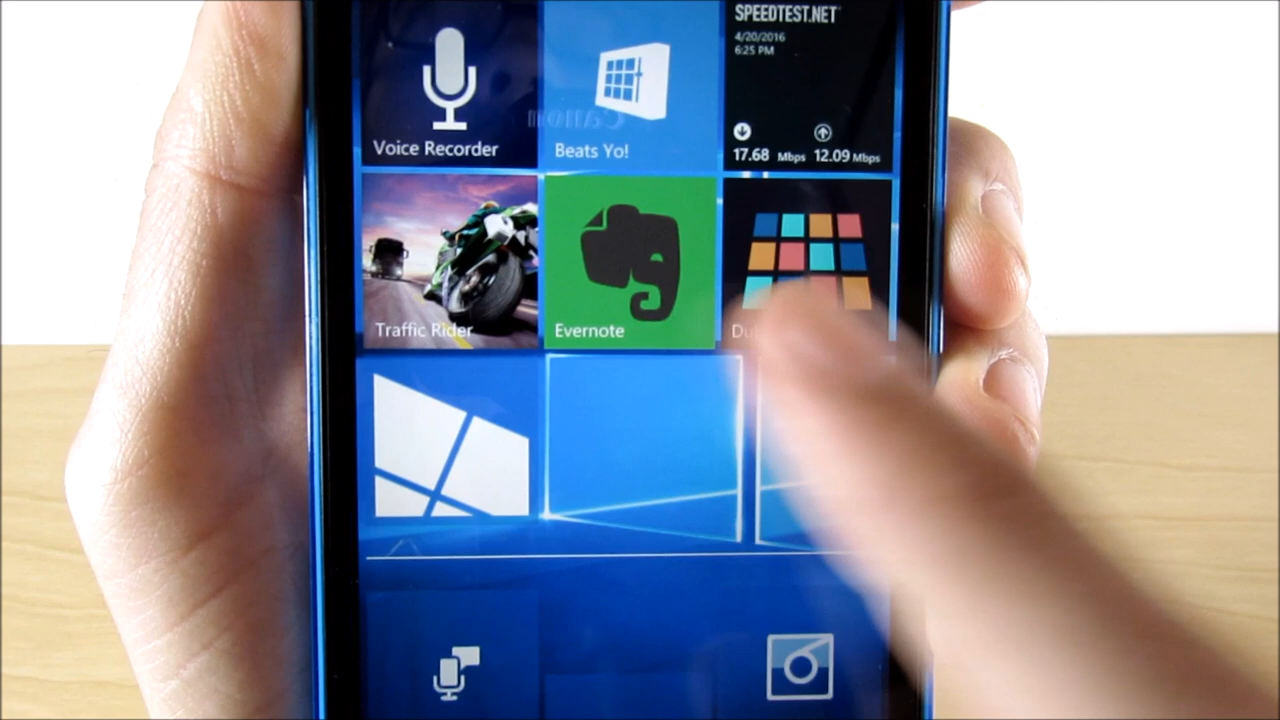 SPEEDTEST.NET
4/20/2016
6:25 PM
17.68 Mbps 12.09 Mbps
Voice Recorder
Beats Yo!
Traffic Rider
Evernote
Canon